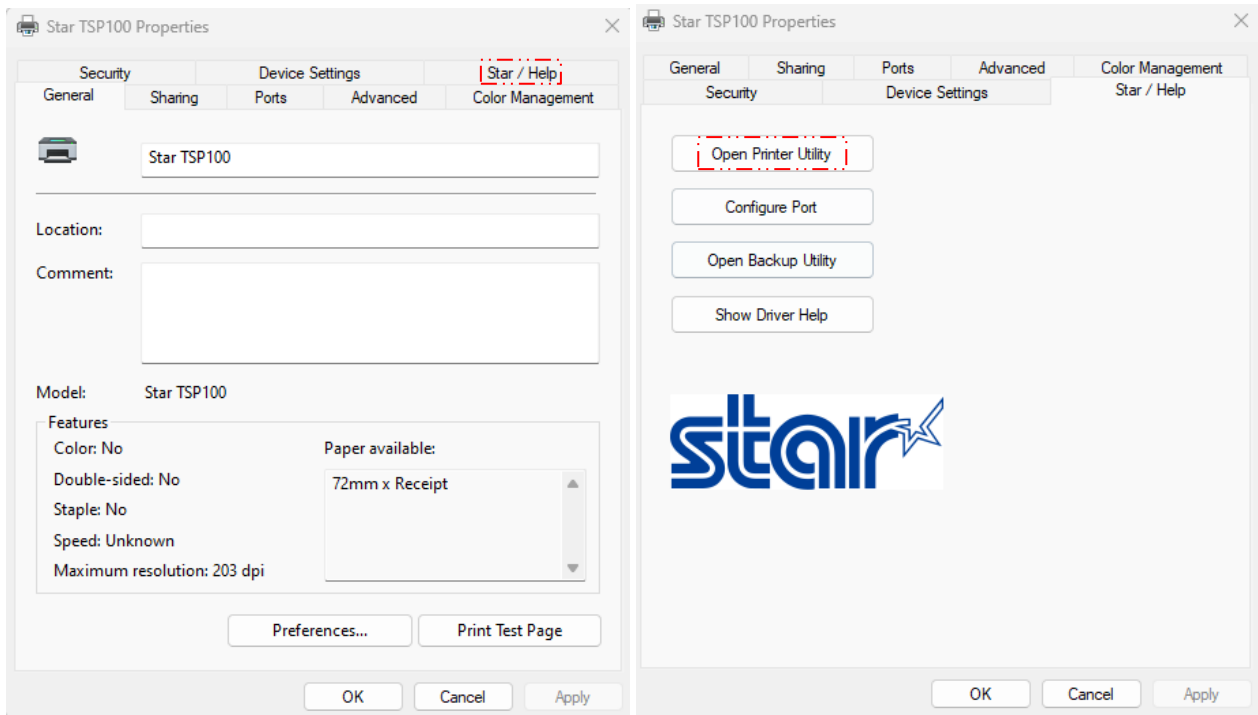 Star TSP100 Properties
Security Device Settings Star / Help
General Sharing Ports Advanced Color Management
Star TSP100
Location:
Comment:
Model: Star TSP100
Features
Color: No
Double-sided: No
Staple: No
Speed: Unknown
Maximum resolution: 203 dpi
Paper available:
72mm x Receipt
Preferences... Print Test Page
OK Cancel Apply
Star TSP100 Properties
General Sharing Ports Advanced Color Management
Security Device Settings Star / Help
Open Printer Utility
Configure Port
Open Backup Utility
Show Driver Help
star
OK Cancel Apply